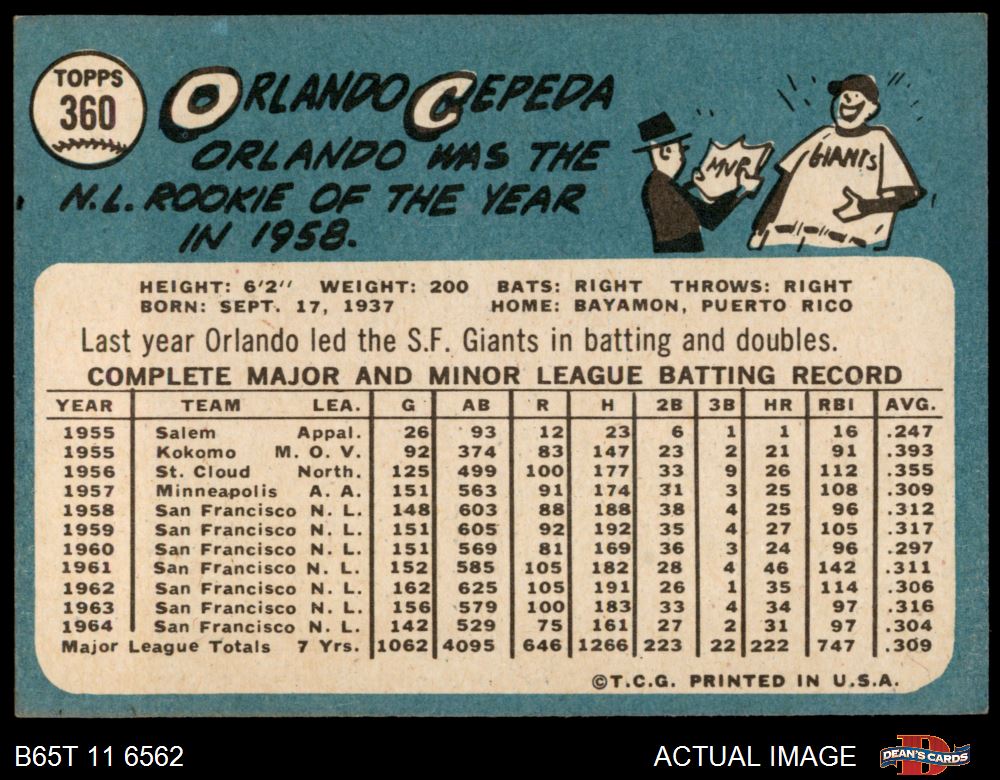 TOPPS
360
ORLANDO CEPEDA
ORLANDO WAS THE
N.L. ROOKIE OF THE YEAR
IN 1958.
MVP!
GIANTS
HEIGHT: 6'2" WEIGHT: 200 BATS: RIGHT THROWS: RIGHT
BORN: SEPT. 17, 1937 HOME: BAYAMON, PUERTO RICO
Last year Orlando led the S.F. Giants in batting and doubles.
COMPLETE MAJOR AND MINOR LEAGUE BATTING RECORD
YEAR TEAM LEA. G AB R H 2B 3B HR RBI AVG.
1955 Salem Appal. 26 93 12 23 6 1 1 16 .247
1955 Kokomo M. O. V. 92 374 83 147 23 2 21 91 .393
1956 St. Cloud North. 125 499 100 177 33 9 26 112 .355
1957 Minneapolis A. A. 151 563 91 174 31 3 25 108 .309
1958 San Francisco N. L. 148 603 88 188 38 4 25 96 .312
1959 San Francisco N. L. 151 605 92 192 35 4 27 105 .317
1960 San Francisco N. L. 151 569 81 169 36 3 24 96 .297
1961 San Francisco N. L. 152 585 105 182 28 4 46 142 .311
1962 San Francisco N. L. 162 625 105 191 26 1 35 114 .306
1963 San Francisco N. L. 156 579 100 183 33 4 34 97 .316
1964 San Francisco N. L. 142 529 75 161 27 2 31 97 .304
Major League Totals 7 Yrs. 1062 4095 646 1266 223 22 222 747 .309
©T.C.G. PRINTED IN U.S.A.
B65T 11 6562
ACTUAL IMAGE
DEAN'S CARDS